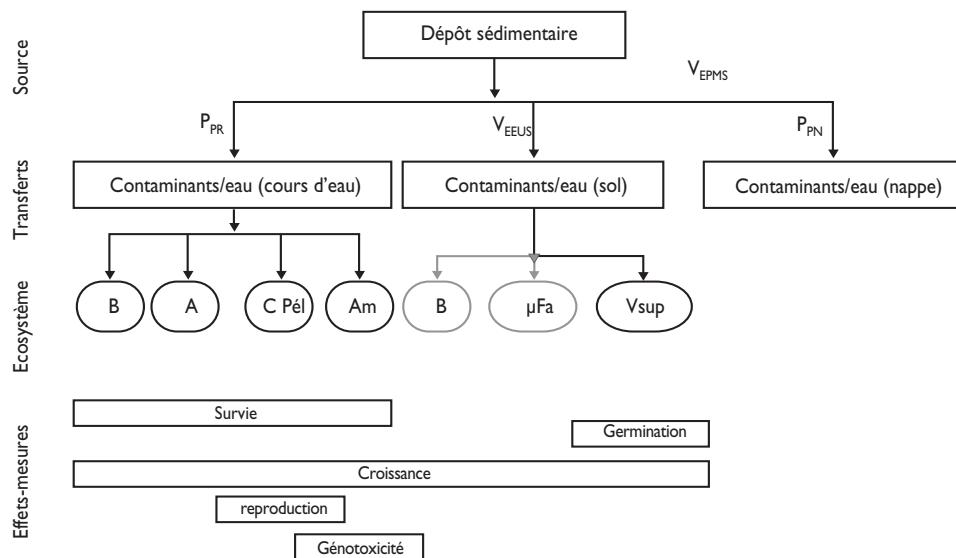 Source
Dépôt sédimentaire
V_EPMS
P_PR
V_EEUS
P_PN
Transferts
Contaminants/eau (cours d'eau)
Contaminants/eau (sol)
Contaminants/eau (nappe)
Ecosystème
B
A
C Pél
Am
B
µFa
Vsup
Effets-mesures
Survie
Germination
Croissance
reproduction
Génotoxicité